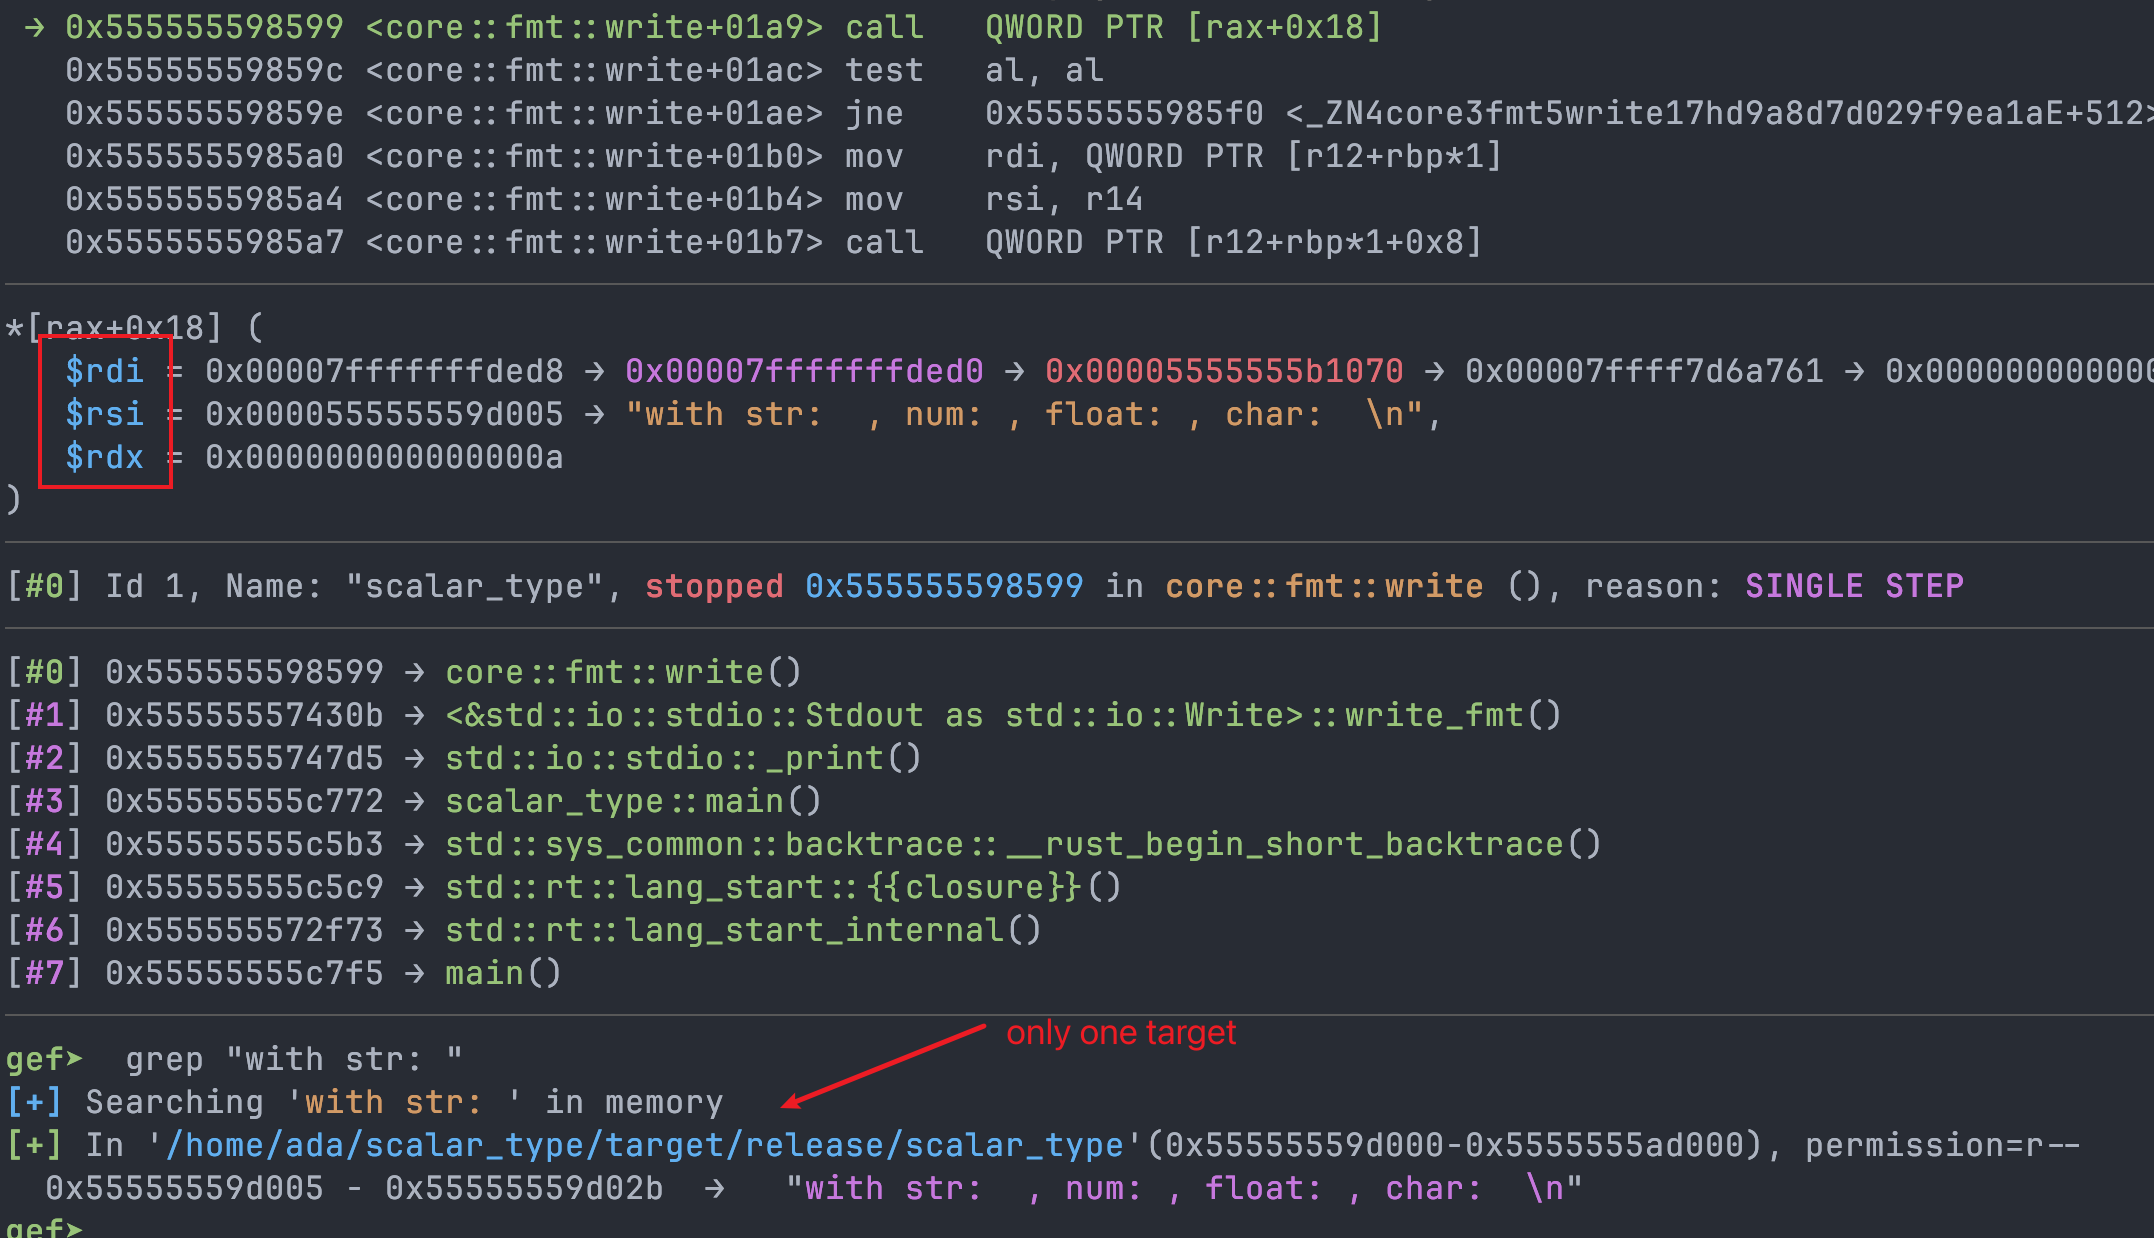 → 0x555555598599 <core::fmt::write+01a9> call   QWORD PTR [rax+0x18]
0x55555559859c <core::fmt::write+01ac> test   al, al
0x55555559859e <core::fmt::write+01ae> jne    0x5555555985f0 <_ZN4core3fmt5write17hd9a8d7d029f9ea1aE+512>
0x5555555985a0 <core::fmt::write+01b0> mov    rdi, QWORD PTR [r12+rbp*1]
0x5555555985a4 <core::fmt::write+01b4> mov    rsi, r14
0x5555555985a7 <core::fmt::write+01b7> call   QWORD PTR [r12+rbp*1+0x8]
*[rax+0x18] (
$rdi = 0x00007fffffffded8 → 0x00007fffffffded0 → 0x00005555555b1070 → 0x00007ffff7d6a761 → 0x000000000000
$rsi = 0x000055555559d005 → "with str:  , num: , float: , char:  \n",
$rdx = 0x000000000000000a
)
[#0] Id 1, Name: "scalar_type", stopped 0x555555598599 in core::fmt::write (), reason: SINGLE STEP
[#0] 0x555555598599 → core::fmt::write()
[#1] 0x55555557430b → <&std::io::stdio::Stdout as std::io::Write>::write_fmt()
[#2] 0x5555555747d5 → std::io::stdio::_print()
[#3] 0x55555555c772 → scalar_type::main()
[#4] 0x55555555c5b3 → std::sys_common::backtrace::__rust_begin_short_backtrace()
[#5] 0x55555555c5c9 → std::rt::lang_start::{{closure}}()
[#6] 0x555555572f73 → std::rt::lang_start_internal()
[#7] 0x55555555c7f5 → main()
only one target
gef➤  grep "with str: "
[+] Searching 'with str: ' in memory
[+] In '/home/ada/scalar_type/target/release/scalar_type'(0x55555559d000-0x5555555ad000), permission=r--
0x55555559d005 - 0x55555559d02b  →   "with str:  , num: , float: , char:  \n"
gef➤